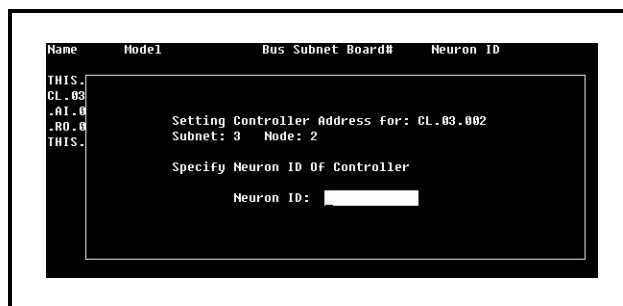 Name Model Bus Subnet Board# Neuron ID
THIS.
CL.03
.AI.0
.RO.0
THIS.
Setting Controller Address for: CL.03.002
Subnet: 3 Node: 2
Specify Neuron ID Of Controller
Neuron ID: _